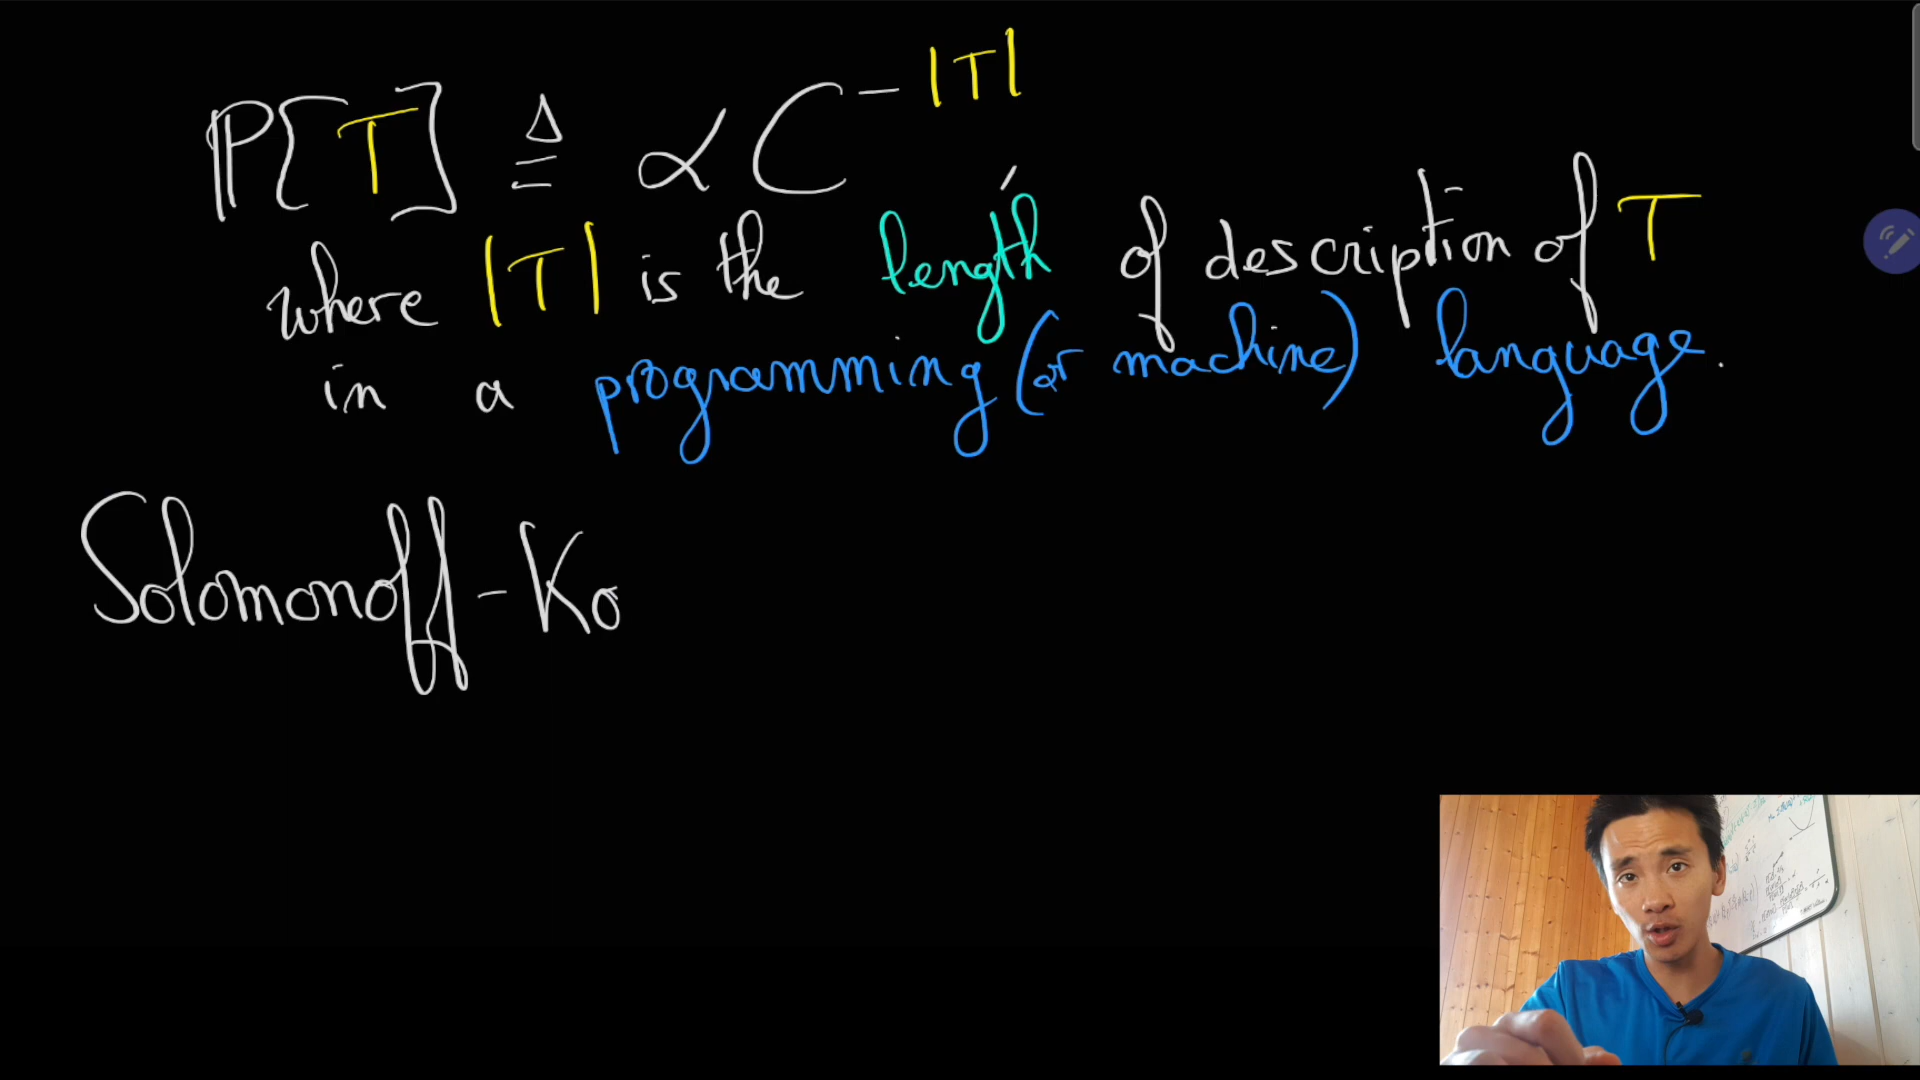 ℙ[T] ≜ α C^{-|T|}
where |T| is the length of description of T
in a programming (or machine) language.
Solomonoff-Ko